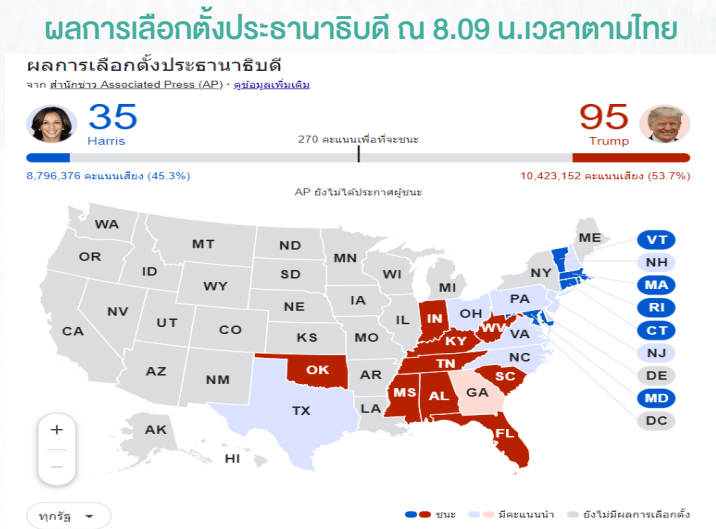 ผลการเลือกตั้งประธานาธิบดี ณ 8.09 น.เวลาตามไทย
ผลการเลือกตั้งประธานาธิบดี
จาก สำนักข่าว Associated Press (AP) · ดูข้อมูลเพิ่มเติม
35
Harris
270 คะแนนเพื่อที่จะชนะ
95
Trump
8,796,376 คะแนนเสียง (45.3%)
10,423,152 คะแนนเสียง (53.7%)
AP ยังไม่ได้ประกาศผู้ชนะ
WA
MT
ND
MN
ME
VT
OR
ID
SD
WI
NY
NH
WY
MI
MA
NE
IA
PA
RI
NV
UT
CO
IL
IN
OH
WV
VA
CT
CA
KS
MO
KY
NJ
NC
TN
DE
AZ
NM
OK
AR
SC
MD
TX
LA
MS
AL
GA
DC
AK
HI
FL
+
−
ทุกรัฐ
ชนะ
มีคะแนนนำ
ยังไม่มีผลการเลือกตั้ง